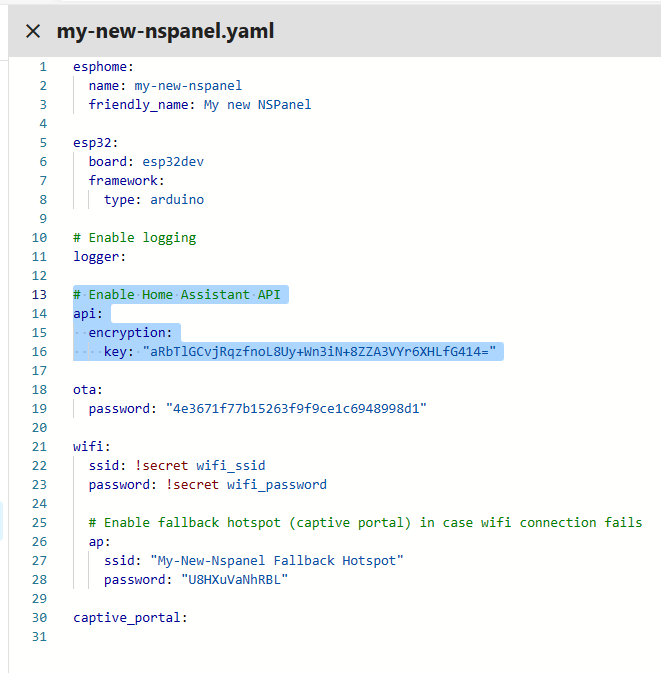 × my-new-nspanel.yaml
1 esphome:
2 name: my-new-nspanel
3 friendly_name: My new NSPanel
4
5 esp32:
6 board: esp32dev
7 framework:
8 type: arduino
9
10 # Enable logging
11 logger:
12
13 # Enable Home Assistant API
14 api:
15 encryption:
16 key: "aRbTlGCvjRqzfnoL8Uy+Wn3iN+8ZZA3VYr6XHLfG414="
17
18 ota:
19 password: "4e3671f77b15263f9f9ce1c6948998d1"
20
21 wifi:
22 ssid: !secret wifi_ssid
23 password: !secret wifi_password
24
25 # Enable fallback hotspot (captive portal) in case wifi connection fails
26 ap:
27 ssid: "My-New-Nspanel Fallback Hotspot"
28 password: "U8HXuVaNhRBL"
29
30 captive_portal:
31